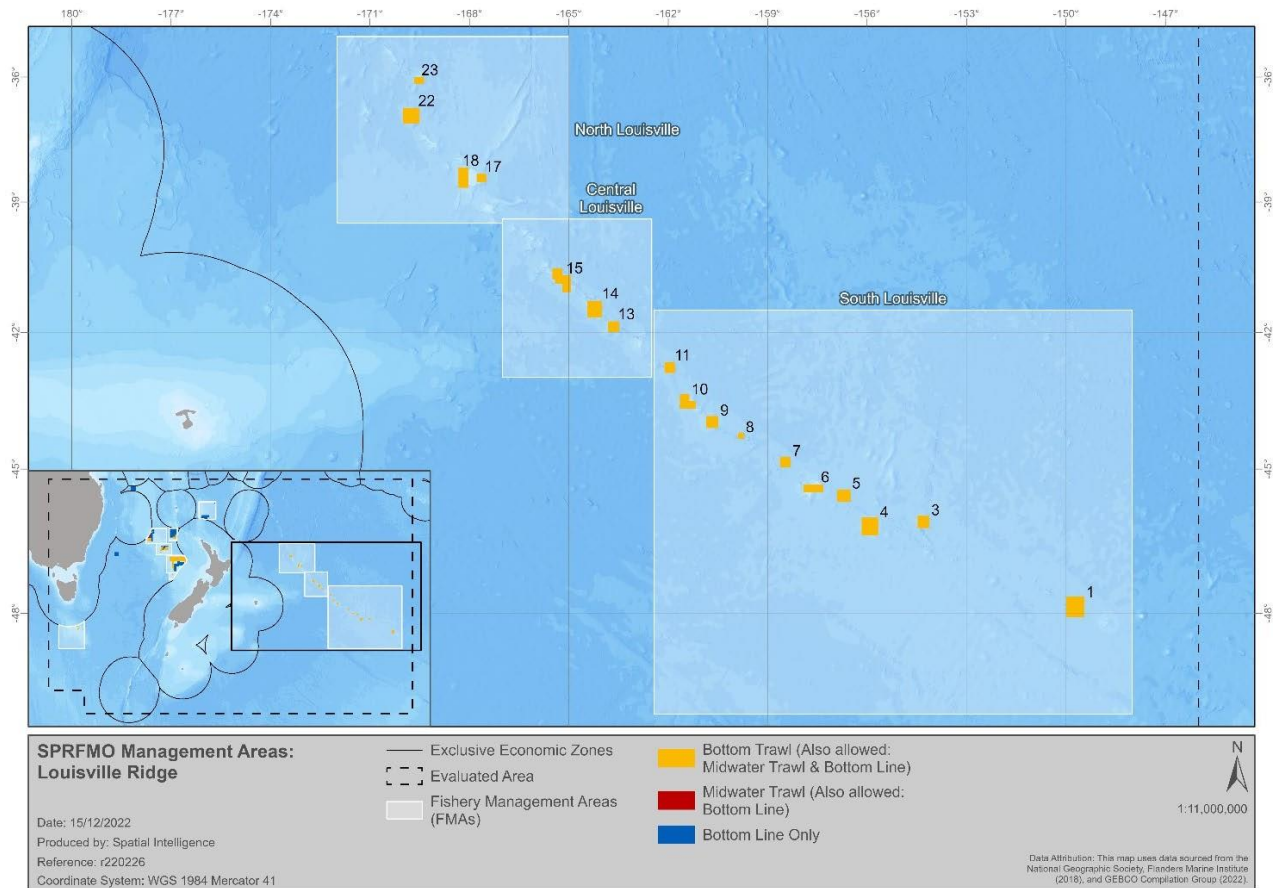 180°
-177°
-174°
-171°
-168°
-165°
-162°
-159°
-156°
-153°
-150°
-147°
-36°
-36°
23
22
North Louisville
18
17
-39°
-39°
Central
Louisville
15
14
13
South Louisville
-42°
-42°
11
10
9
8
7
6
5
4
3
-45°
-45°
1
-48°
-48°
SPRFMO Management Areas:
Louisville Ridge
Date: 15/12/2022
Produced by: Spatial Intelligence
Reference: r220226
Coordinate System: WGS 1984 Mercator 41
Exclusive Economic Zones
Evaluated Area
Fishery Management Areas
(FMAs)
Bottom Trawl (Also allowed:
Midwater Trawl & Bottom Line)
Midwater Trawl (Also allowed:
Bottom Line)
Bottom Line Only
N
1:11,000,000
Data Attribution: This map uses data sourced from the
National Geographic Society, Flanders Marine Institute
(2018), and GEBCO Compilation Group (2022).